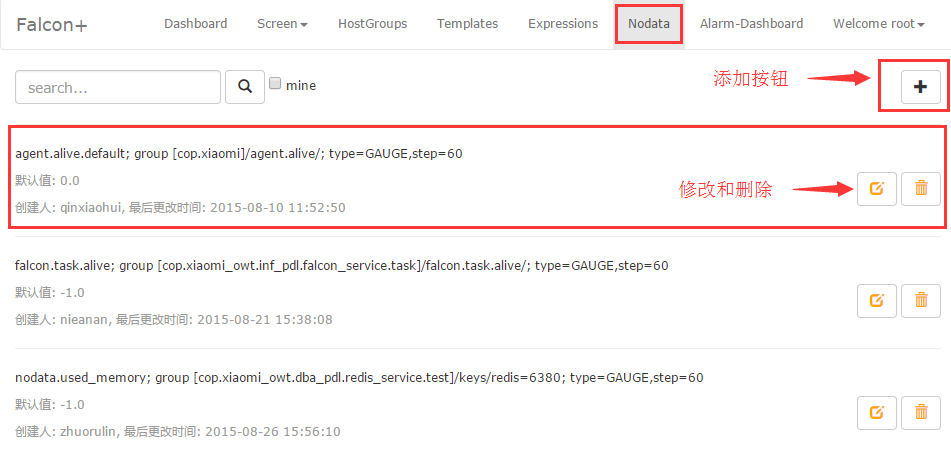 Falcon+ Dashboard Screen HostGroups Templates Expressions Nodata Alarm-Dashboard Welcome root
search... mine 添加按钮
agent.alive.default; group [cop.xiaomi]/agent.alive/; type=GAUGE,step=60
默认值: 0.0
修改和删除
创建人: qinxiaohui, 最后更改时间: 2015-08-10 11:52:50
falcon.task.alive; group [cop.xiaomi_owt.inf_pdl.falcon_service.task]/falcon.task.alive/; type=GAUGE,step=60
默认值: -1.0
创建人: nieanan, 最后更改时间: 2015-08-21 15:38:08
nodata.used_memory; group [cop.xiaomi_owt.dba_pdl.redis_service.test]/keys/redis=6380; type=GAUGE,step=60
默认值: -1.0
创建人: zhuorulin, 最后更改时间: 2015-08-26 15:56:10